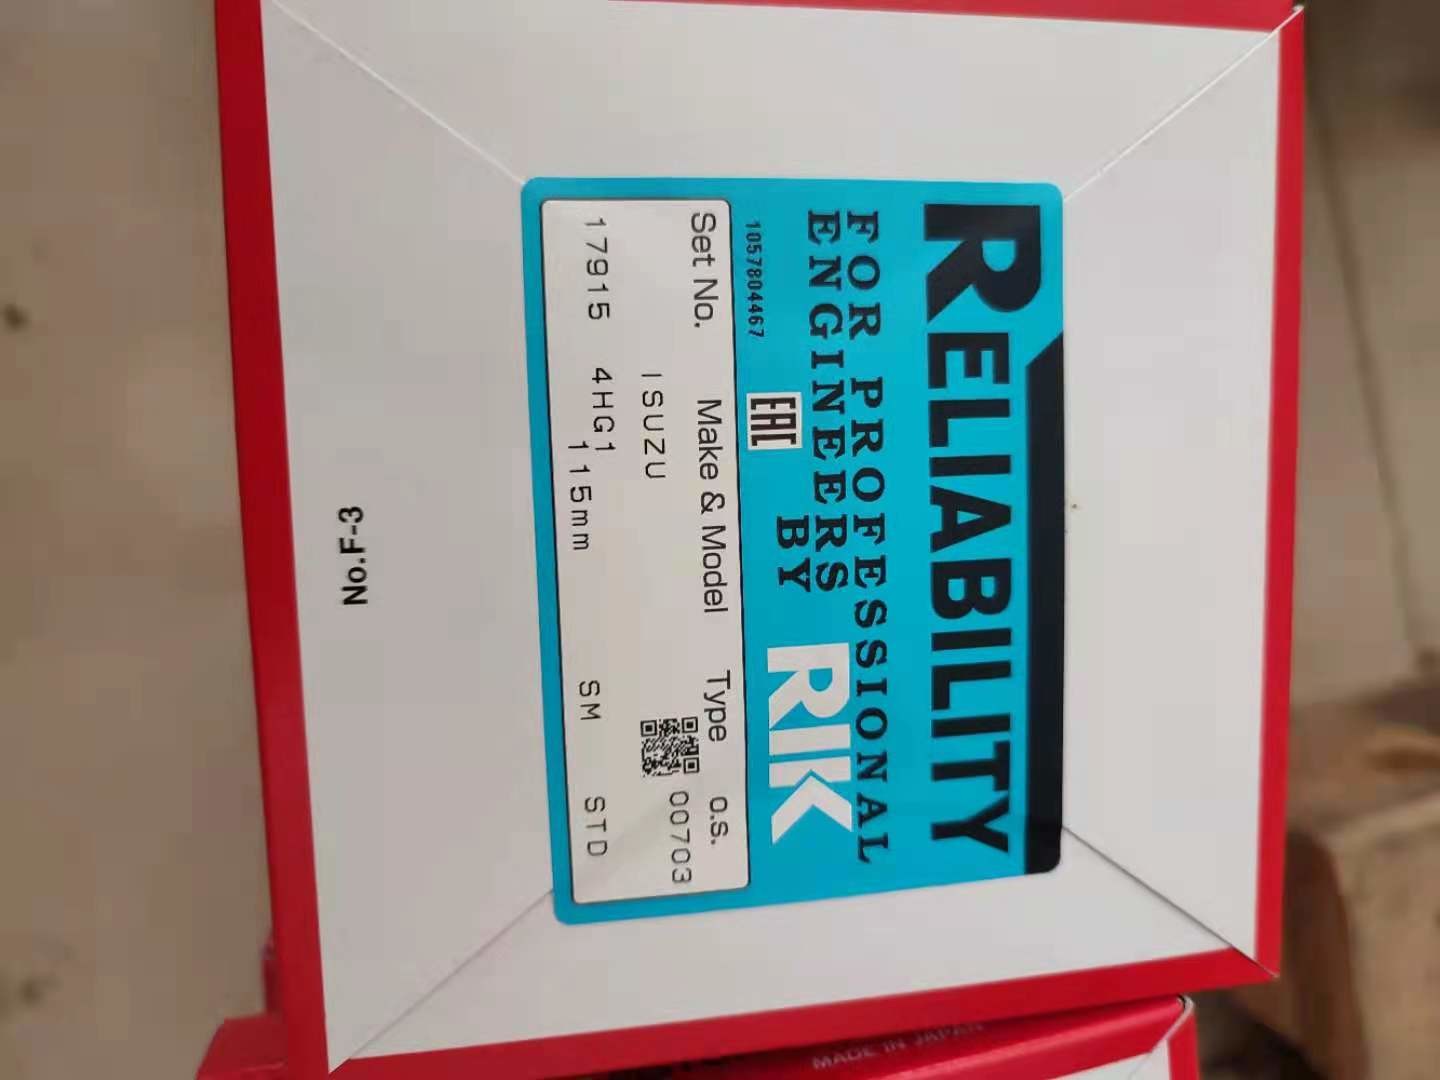 RELIABILITY
FOR PROFESSIONAL
ENGINEERS
BY RIK
1057804467 EAC
Set No. Make & Model Type O.S.
00703
ISUZU
17915 4HG1 SM STD
115mm
No.F-3
MADE IN JAPAN